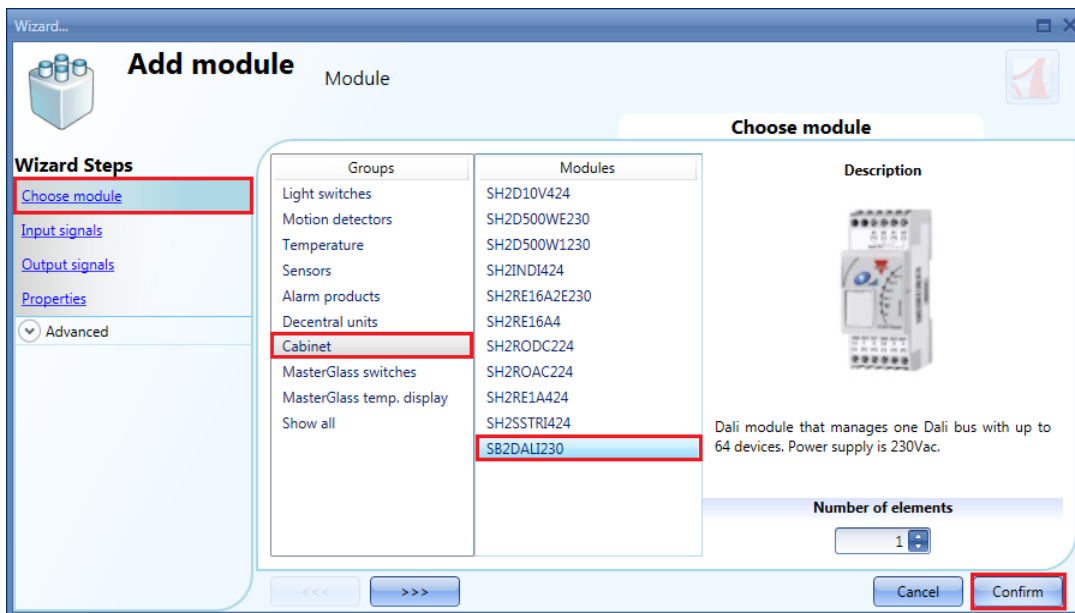 Wizard...
Add module
Module
Choose module
Wizard Steps
Choose module
Input signals
Output signals
Properties
Advanced
Groups
Light switches
Motion detectors
Temperature
Sensors
Alarm products
Decentral units
Cabinet
MasterGlass switches
MasterGlass temp. display
Show all
Modules
SH2D10V424
SH2D500WE230
SH2D500W1230
SH2INDI424
SH2RE16A2E230
SH2RE16A4
SH2RODC224
SH2ROAC224
SH2RE1A424
SH2SSTRI424
SB2DALI230
Description
Dali module that manages one Dali bus with up to
64 devices. Power supply is 230Vac.
Number of elements
1
<<<
>>>
Cancel
Confirm